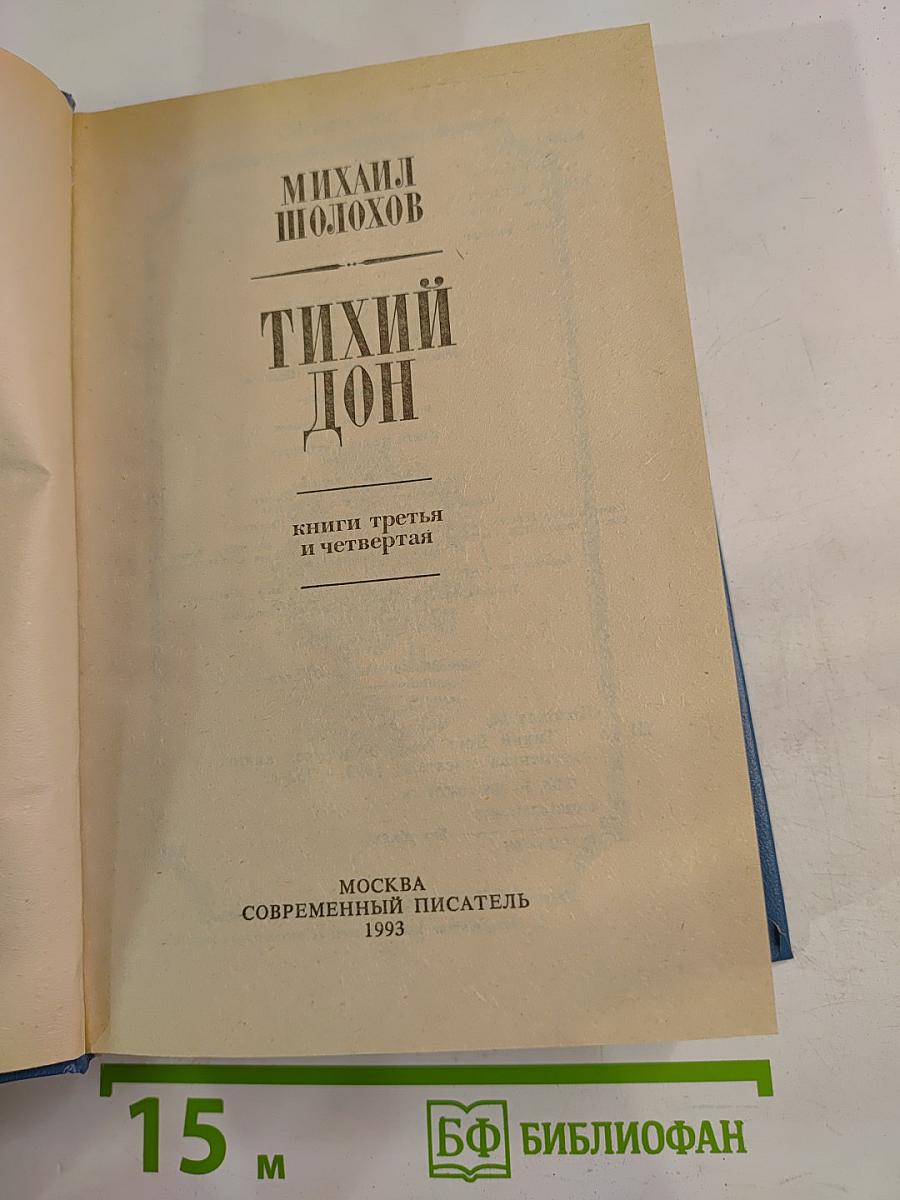 МИХАИЛ
ШОЛОХОВ
ТИХИЙ
ДОН
книги третья
и четвертая
МОСКВА
СОВРЕМЕННЫЙ ПИСАТЕЛЬ
1993
15 м
БФ БИБЛИОФАН